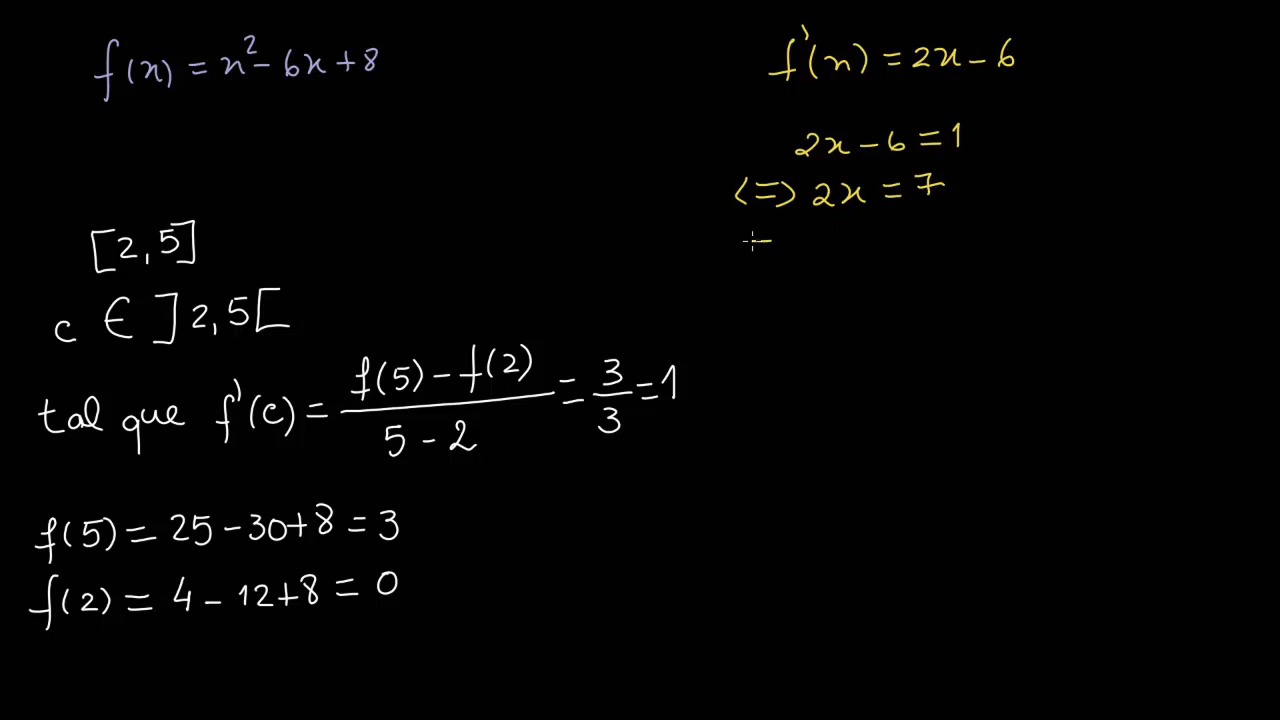 f(x) = x² - 6x + 8
[2, 5]
c ∈ ]2, 5[
tal que f'(c) = (f(5) - f(2)) / (5 - 2) = 3/3 = 1
f(5) = 25 - 30 + 8 = 3
f(2) = 4 - 12 + 8 = 0
f'(x) = 2x - 6
2x - 6 = 1
(=) 2x = 7